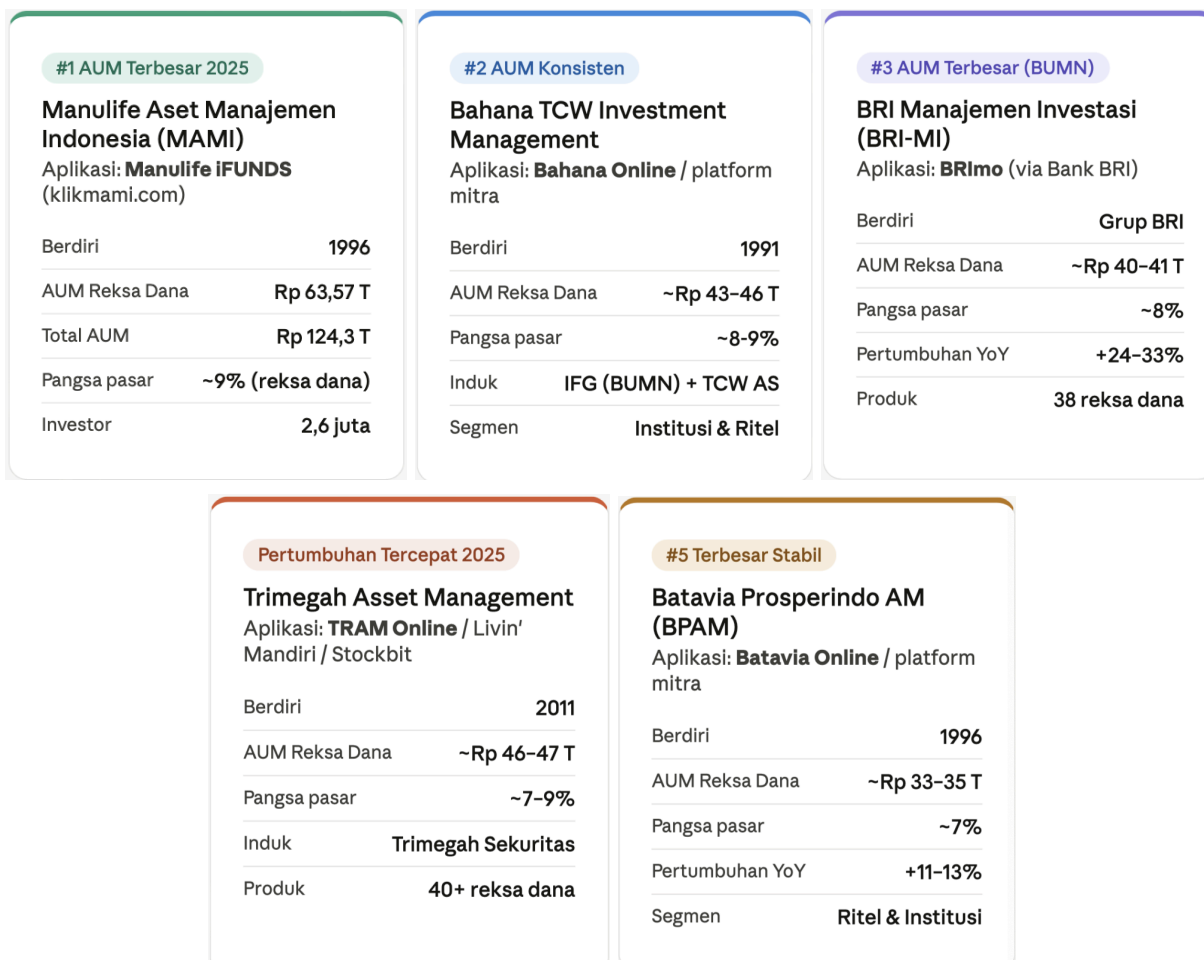 #1 AUM Terbesar 2025
Manulife Aset Manajemen
Indonesia (MAMI)
Aplikasi: Manulife iFUNDS
(klikmami.com)
Berdiri 1996
AUM Reksa Dana Rp 63,57 T
Total AUM Rp 124,3 T
Pangsa pasar ~9% (reksa dana)
Investor 2,6 juta
#2 AUM Konsisten
Bahana TCW Investment
Management
Aplikasi: Bahana Online / platform
mitra
Berdiri 1991
AUM Reksa Dana ~Rp 43–46 T
Pangsa pasar ~8-9%
Induk IFG (BUMN) + TCW AS
Segmen Institusi & Ritel
#3 AUM Terbesar (BUMN)
BRI Manajemen Investasi
(BRI-MI)
Aplikasi: BRImo (via Bank BRI)
Berdiri Grup BRI
AUM Reksa Dana ~Rp 40–41 T
Pangsa pasar ~8%
Pertumbuhan YoY +24–33%
Produk 38 reksa dana
Pertumbuhan Tercepat 2025
Trimegah Asset Management
Aplikasi: TRAM Online / Livin'
Mandiri / Stockbit
Berdiri 2011
AUM Reksa Dana ~Rp 46–47 T
Pangsa pasar ~7–9%
Induk Trimegah Sekuritas
Produk 40+ reksa dana
#5 Terbesar Stabil
Batavia Prosperindo AM
(BPAM)
Aplikasi: Batavia Online / platform
mitra
Berdiri 1996
AUM Reksa Dana ~Rp 33–35 T
Pangsa pasar ~7%
Pertumbuhan YoY +11–13%
Segmen Ritel & Institusi